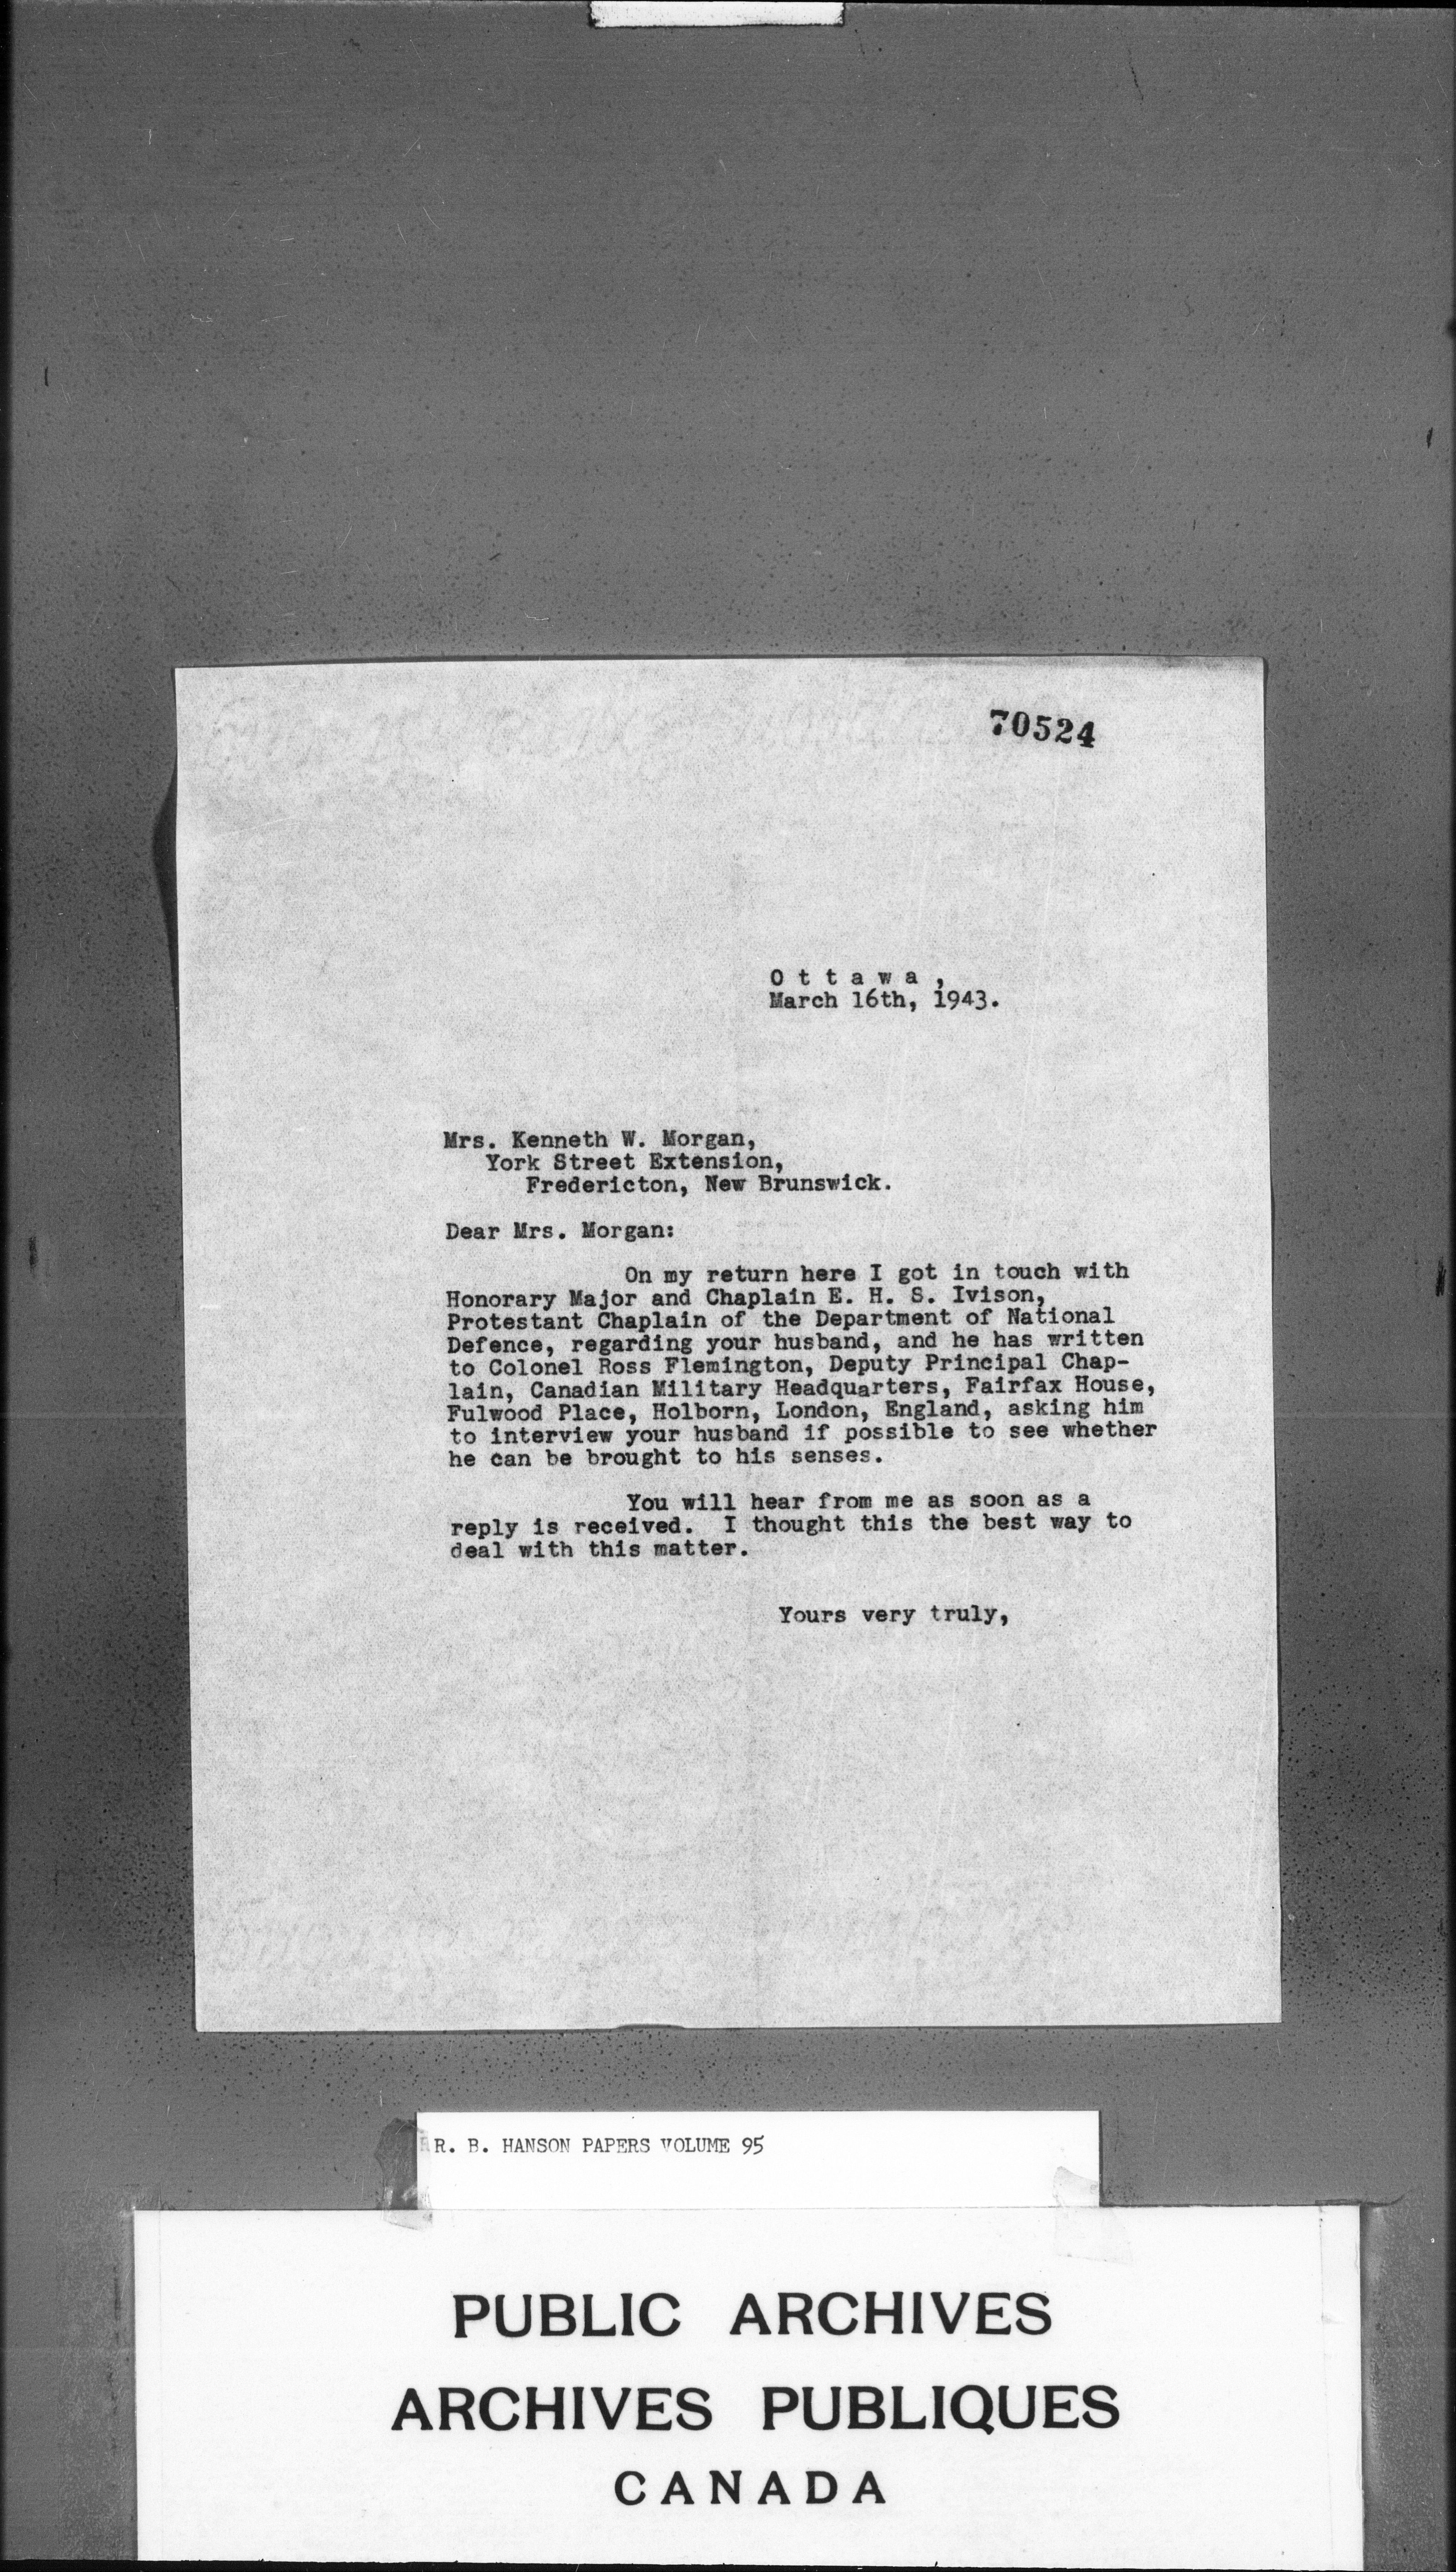 70524
O t t a w a ,
March 16th, 1943.
Mrs. Kenneth W. Morgan,
York Street Extension,
Fredericton, New Brunswick.
Dear Mrs. Morgan:
On my return here I got in touch with
Honorary Major and Chaplain E. H. S. Ivison,
Protestant Chaplain of the Department of National
Defence, regarding your husband, and he has written
to Colonel Ross Flemington, Deputy Principal Chap-
lain, Canadian Military Headquarters, Fairfax House,
Fulwood Place, Holborn, London, England, asking him
to interview your husband if possible to see whether
he can be brought to his senses.
You will hear from me as soon as a
reply is received. I thought this the best way to
deal with this matter.
Yours very truly,
R. B. HANSON PAPERS VOLUME 95
PUBLIC ARCHIVES
ARCHIVES PUBLIQUES
CANADA